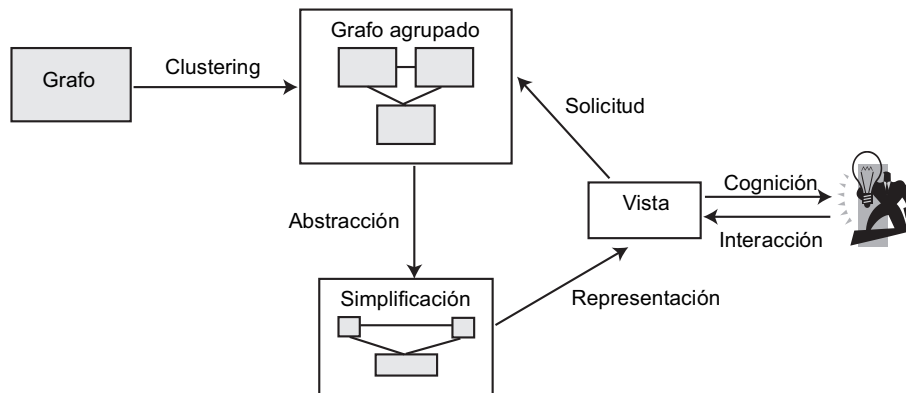 Grafo
Clustering
Grafo agrupado
Solicitud
Abstracción
Vista
Cognición
Interacción
Simplificación
Representación